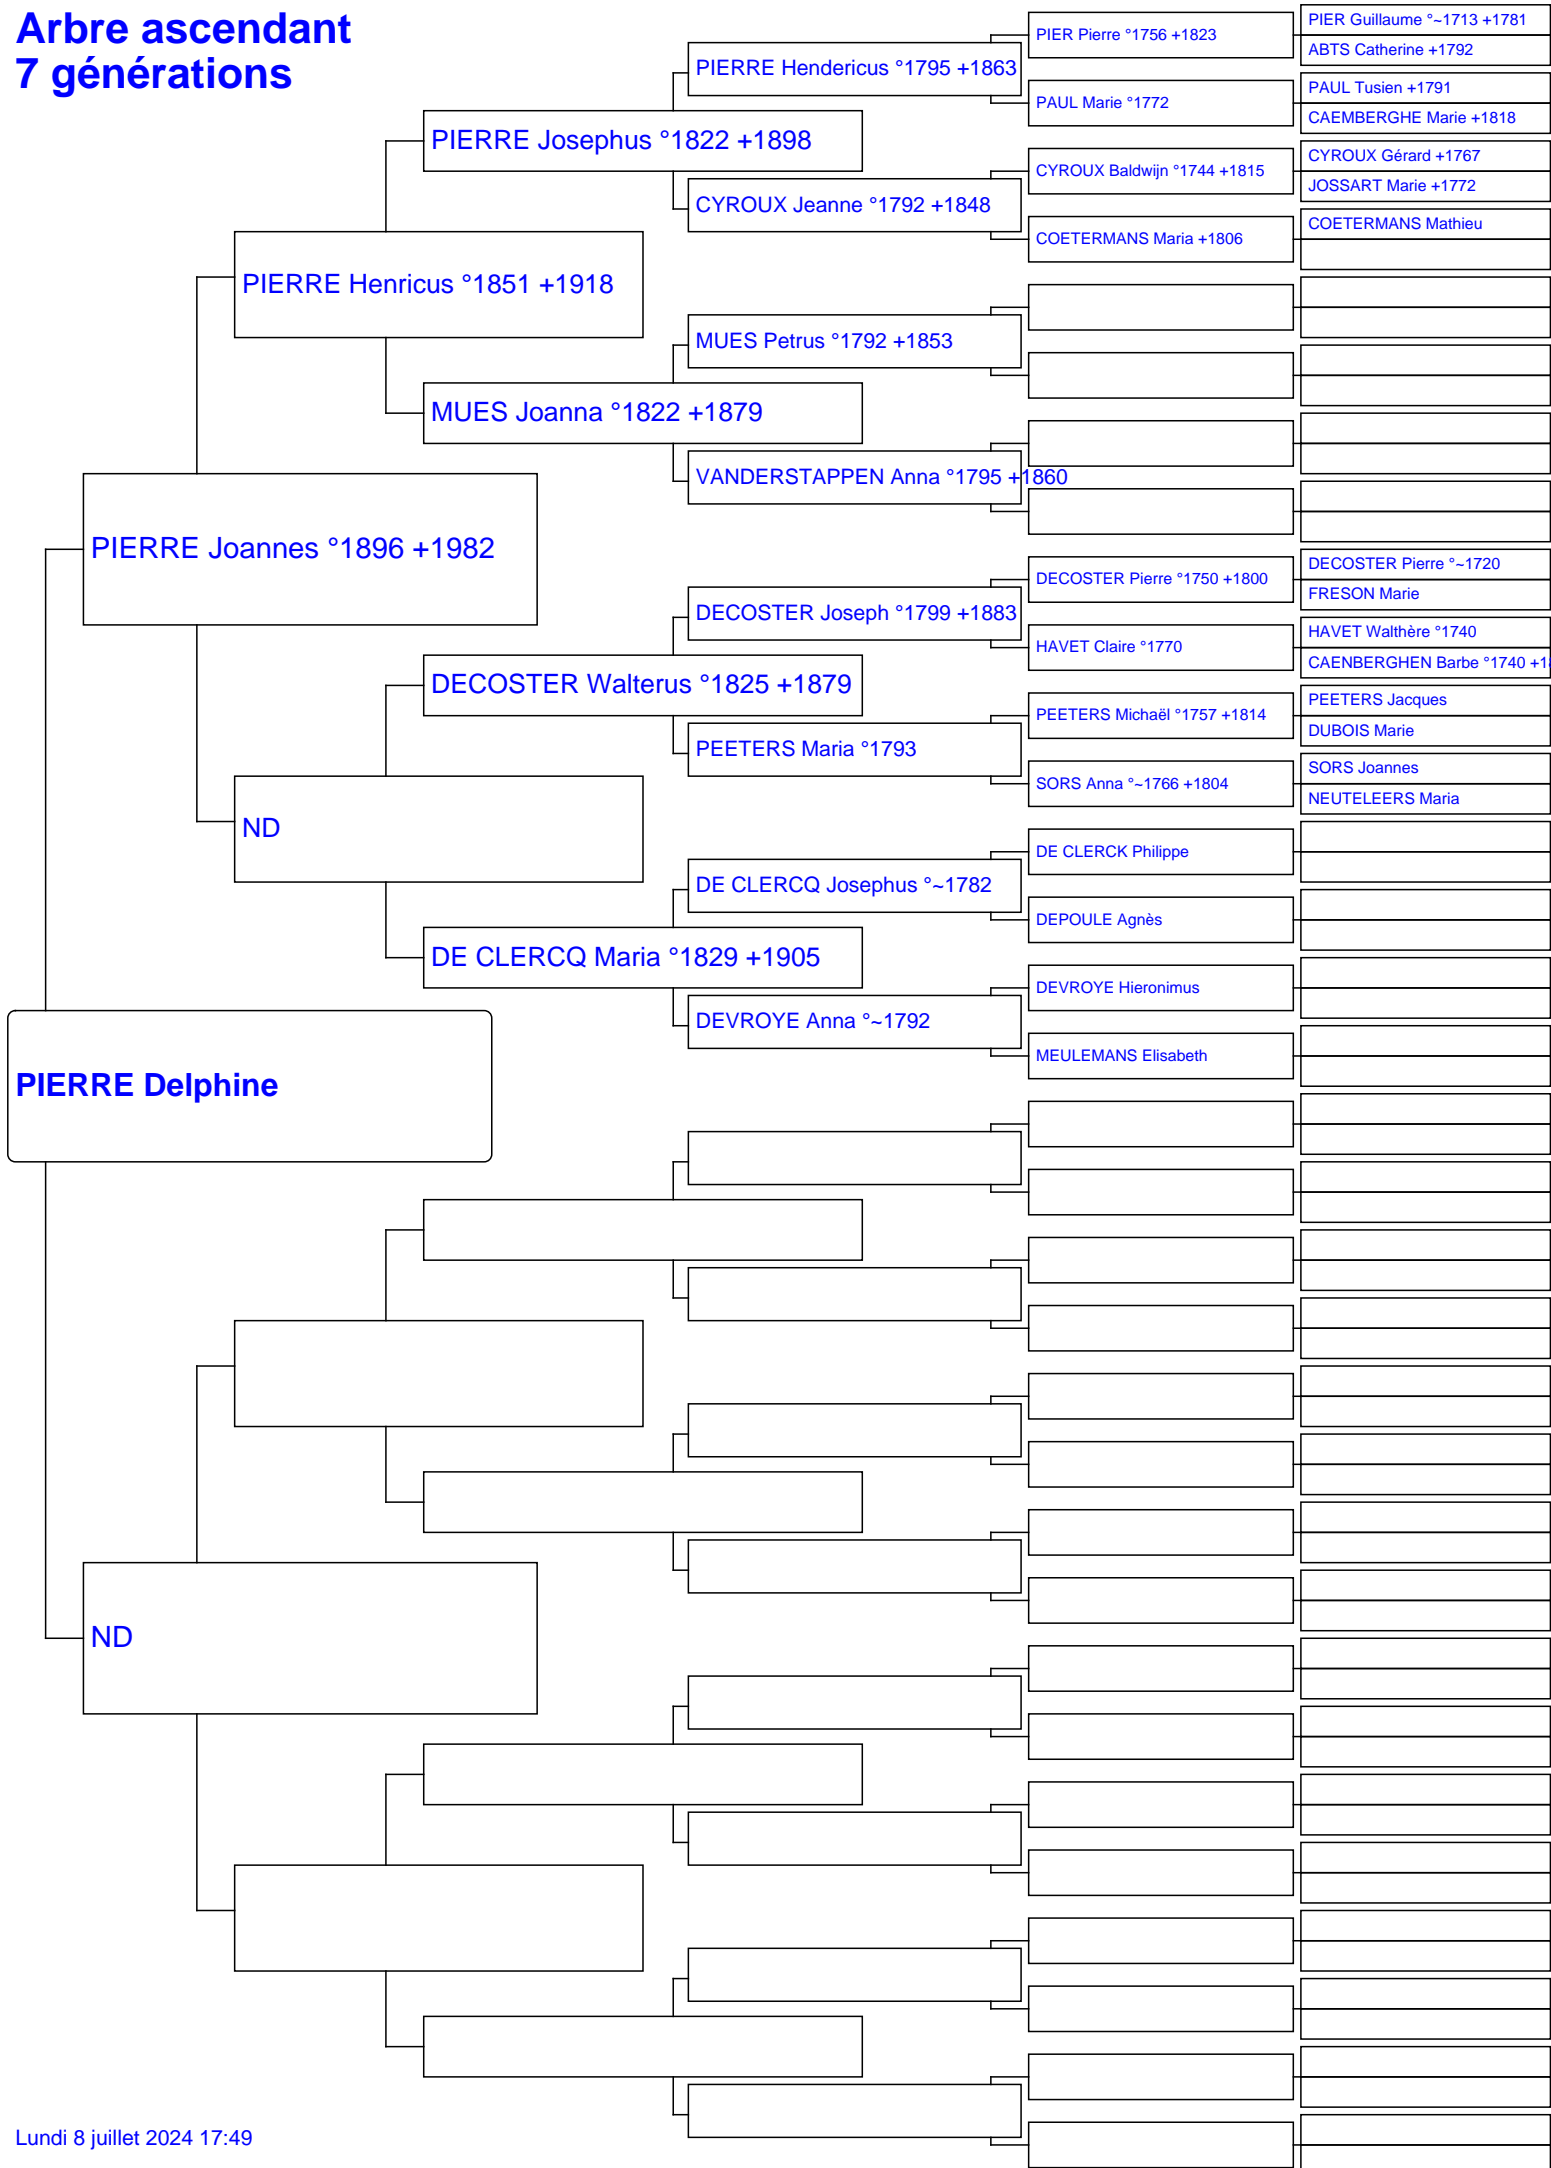 Arbre ascendant
7 générations
PIERRE Delphine
PIERRE Joannes °1896 +1982
ND
PIERRE Henricus °1851 +1918
ND
PIERRE Josephus °1822 +1898
MUES Joanna °1822 +1879
DECOSTER Walterus °1825 +1879
DE CLERCQ Maria °1829 +1905
PIERRE Hendericus °1795 +1863
CYROUX Jeanne °1792 +1848
MUES Petrus °1792 +1853
VANDERSTAPPEN Anna °1795 +1860
DECOSTER Joseph °1799 +1883
PEETERS Maria °1793
DE CLERCQ Josephus °~1782
DEVROYE Anna °~1792
PIER Pierre °1756 +1823
PAUL Marie °1772
CYROUX Baldwijn °1744 +1815
COETERMANS Maria +1806
DECOSTER Pierre °1750 +1800
HAVET Claire °1770
PEETERS Michaël °1757 +1814
SORS Anna °~1766 +1804
DE CLERCK Philippe
DEPOULE Agnès
DEVROYE Hieronimus
MEULEMANS Elisabeth
PIER Guillaume °~1713 +1781
ABTS Catherine +1792
PAUL Tusien +1791
CAEMBERGHE Marie +1818
CYROUX Gérard +1767
JOSSART Marie +1772
COETERMANS Mathieu
DECOSTER Pierre °~1720
FRESON Marie
HAVET Walthère °1740
CAENBERGHEN Barbe °1740
PEETERS Jacques
DUBOIS Marie
SORS Joannes
NEUTELEERS Maria
Lundi 8 juillet 2024 17:49